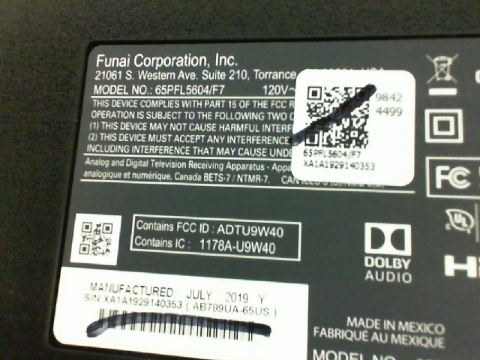 Funai Corporation, Inc.
21061 S. Western Ave. Suite 210, Torrance
MODEL NO.: 65PFL5604/F7 120V~
THIS DEVICE COMPLIES WITH PART 15 OF THE FCC R
OPERATION IS SUBJECT TO THE FOLLOWING TWO C
(1) THIS DEVICE MAY NOT CAUSE HARMFUL INTERF
(2) THIS DEVICE MUST ACCEPT ANY INTERFERENCE
INCLUDING INTERFERENCE THAT MAY CAUSE UNDE
Analog and Digital Television Receiving Apparatus - Appa
analogique et numérique, Canada BETS-7 / NTMR-7.
9842
4499
65PFL5604/F7
XA1A1929140353
FC
Contains FCC ID : ADTU9W40
Contains IC : 1178A-U9W40
DOLBY
AUDIO
MANUFACTURED JULY 2019 Y
S/N XA1A1929140353 ( AB789UA-65US )
MADE IN MEXICO
FABRIQUÉ AU MEXIQUE
MODEL